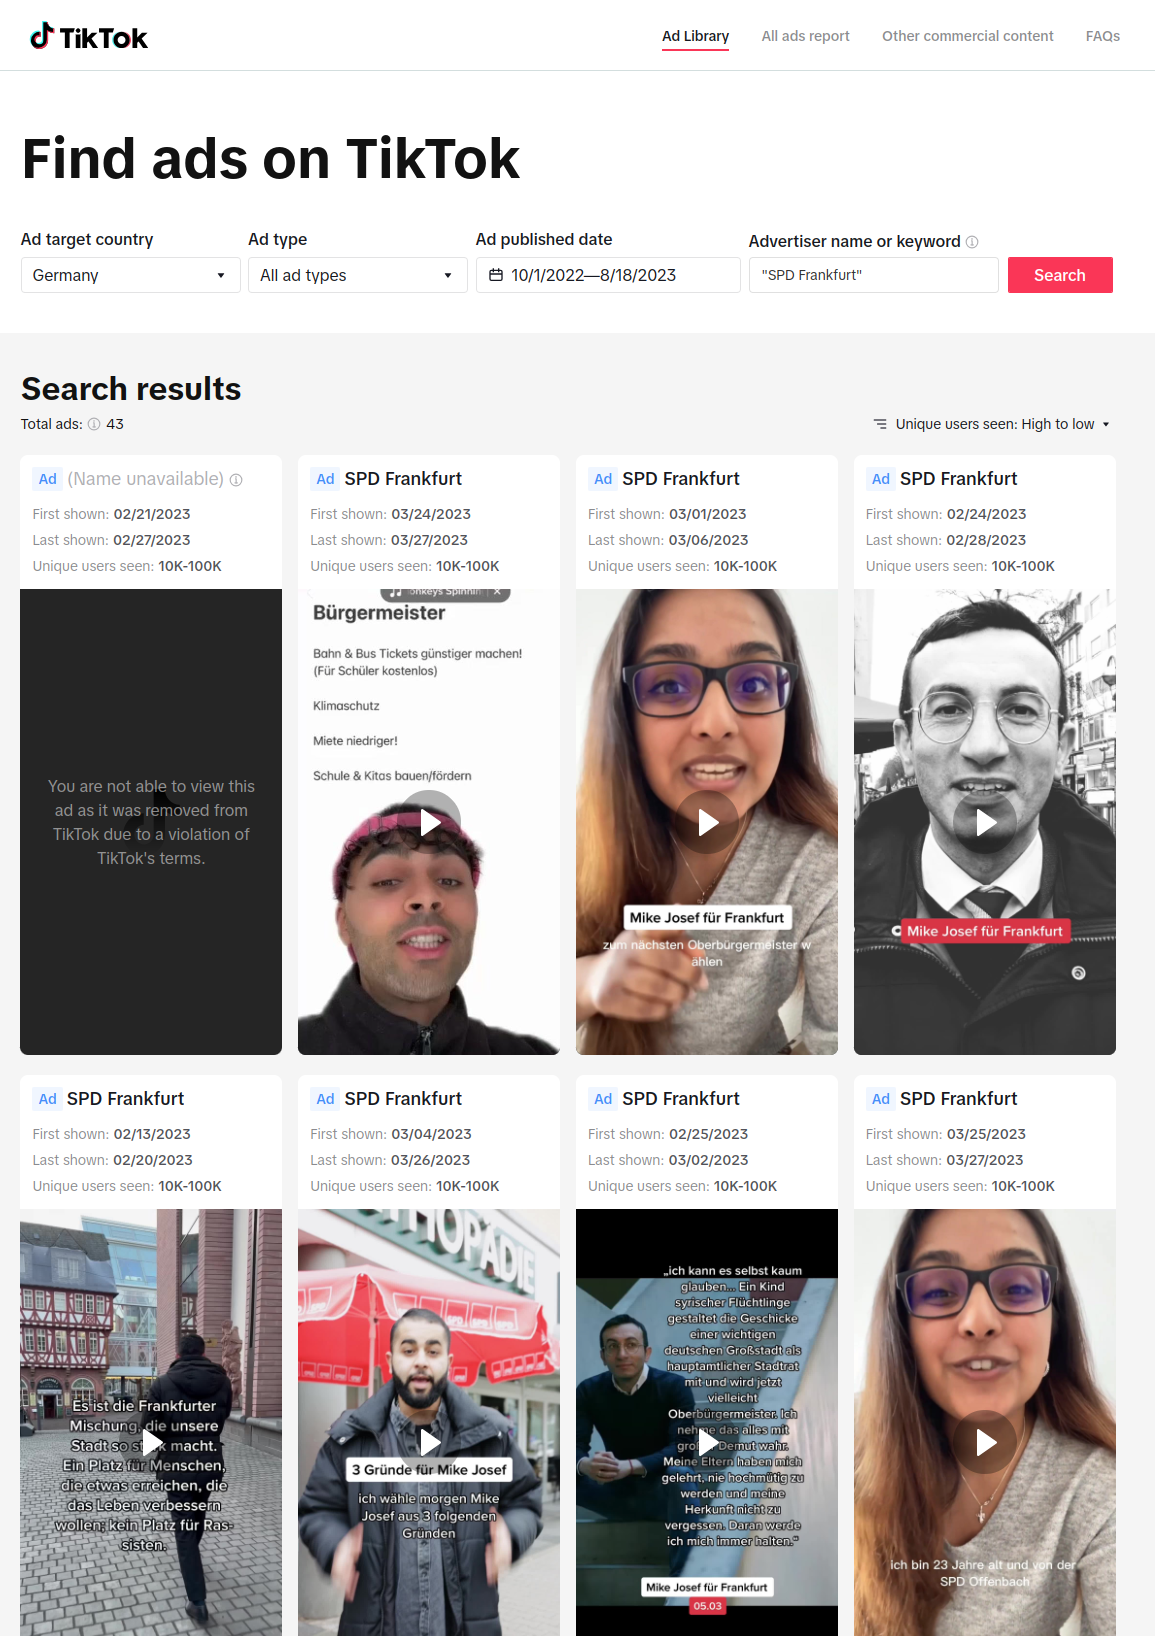 TikTok
Ad Library
All ads report
Other commercial content
FAQs
Find ads on TikTok
Ad target country
Ad type
Ad published date
Advertiser name or keyword
Germany
All ad types
10/1/2022—8/18/2023
"SPD Frankfurt"
Search
Search results
Total ads: 43
Unique users seen: High to low
Ad (Name unavailable)
First shown: 02/21/2023
Last shown: 02/27/2023
Unique users seen: 10K-100K
You are not able to view this
ad as it was removed from
TikTok due to a violation of
TikTok's terms.
Ad SPD Frankfurt
First shown: 03/24/2023
Last shown: 03/27/2023
Unique users seen: 10K-100K
Bürgermeister
Bahn & Bus Tickets günstiger machen!
(Für Schüler kostenlos)
Klimaschutz
Miete niedriger!
Schule & Kitas bauen/fördern
Ad SPD Frankfurt
First shown: 03/01/2023
Last shown: 03/06/2023
Unique users seen: 10K-100K
Mike Josef für Frankfurt
zum nächsten Oberbürgermeister w
ählen
Ad SPD Frankfurt
First shown: 02/24/2023
Last shown: 02/28/2023
Unique users seen: 10K-100K
Mike Josef für Frankfurt
Ad SPD Frankfurt
First shown: 02/13/2023
Last shown: 02/20/2023
Unique users seen: 10K-100K
Es ist die Frankfurter
Mischung, die unsere
Stadt so stark macht.
Ein Platz für Menschen,
die etwas erreichen, die
das Leben verbessern
wollen; kein Platz für Ras-
sisten.
Ad SPD Frankfurt
First shown: 03/04/2023
Last shown: 03/26/2023
Unique users seen: 10K-100K
THOPÄDIE
3 Gründe für Mike Josef
ich wähle morgen Mike
Josef aus 3 folgenden
Gründen
Ad SPD Frankfurt
First shown: 02/25/2023
Last shown: 03/02/2023
Unique users seen: 10K-100K
„ich kann es selbst kaum
glauben... Ein Kind
syrischer Flüchtlinge
gestaltet die Geschicke
einer wichtigen
deutschen Großstadt als
hauptamtlicher Stadtrat
mit und wird jetzt
vielleicht
Oberbürgermeister. Ich
nehme das alles mit
großer Demut wahr.
Meine Eltern haben mich
gelehrt, nie hochmütig zu
werden und meine
Herkunft nicht zu
vergessen. Daran werde
ich mich immer halten."
Mike Josef für Frankfurt
05.03
Ad SPD Frankfurt
First shown: 03/25/2023
Last shown: 03/27/2023
Unique users seen: 10K-100K
ich bin 23 Jahre alt und von der
SPD Offenbach